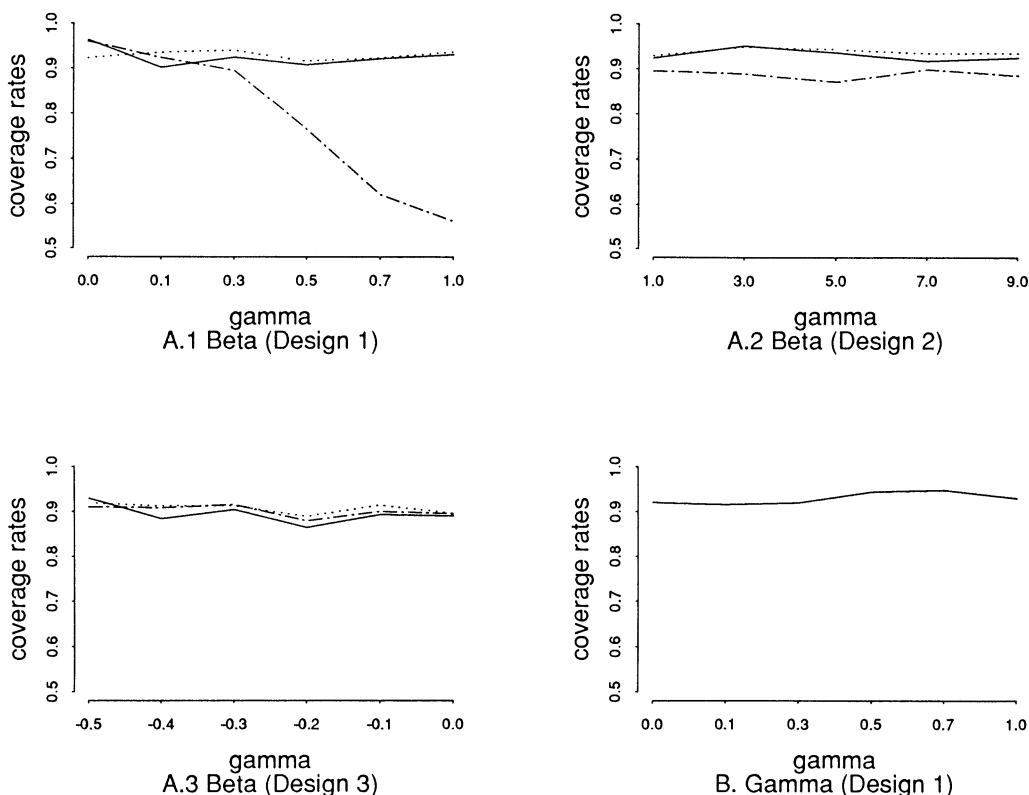 coverage rates
1.0
0.9
0.8
0.7
0.6
0.5
0.0 0.1 0.3 0.5 0.7 1.0
gamma
A.1 Beta (Design 1)
coverage rates
1.0
0.9
0.8
0.7
0.6
0.5
1.0 3.0 5.0 7.0 9.0
gamma
A.2 Beta (Design 2)
coverage rates
1.0
0.9
0.8
0.7
0.6
0.5
-0.5 -0.4 -0.3 -0.2 -0.1 0.0
gamma
A.3 Beta (Design 3)
coverage rates
1.0
0.9
0.8
0.7
0.6
0.5
0.0 0.1 0.3 0.5 0.7 1.0
gamma
B. Gamma (Design 1)